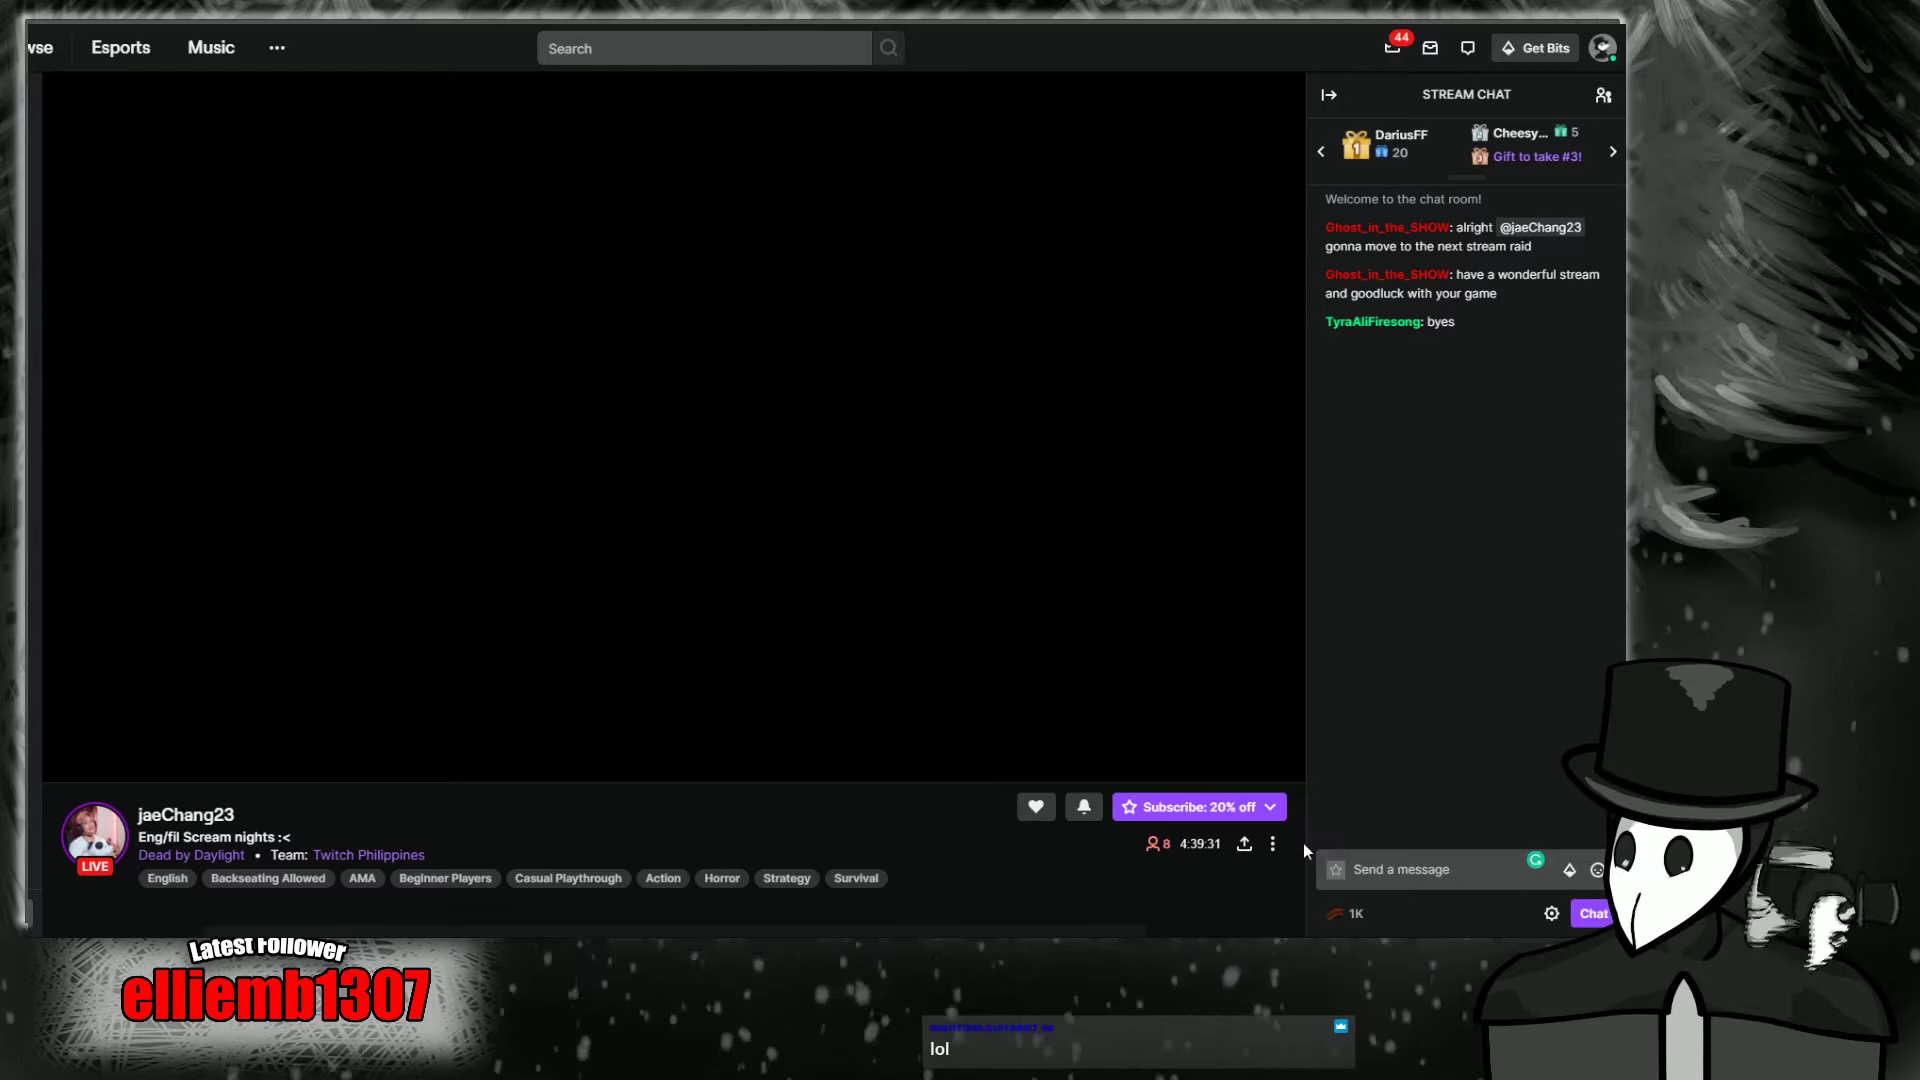 wse
Esports
Music
Search
44
Get Bits
STREAM CHAT
1
DariusFF
20
Cheesy... 5
Gift to take #3!
Welcome to the chat room!
Ghost_in_the_SHOW: alright @jaeChang23
gonna move to the next stream raid
Ghost_in_the_SHOW: have a wonderful stream
and goodluck with your game
TyraAliFiresong: byes
jaeChang23
Eng/fil Scream nights :<
LIVE
Dead by Daylight • Team: Twitch Philippines
English
Backseating Allowed
AMA
Beginner Players
Casual Playthrough
Action
Horror
Strategy
Survival
Subscribe: 20% off
8
4:39:31
Send a message
1K
Chat
Latest Follower
elliemb1307
lol